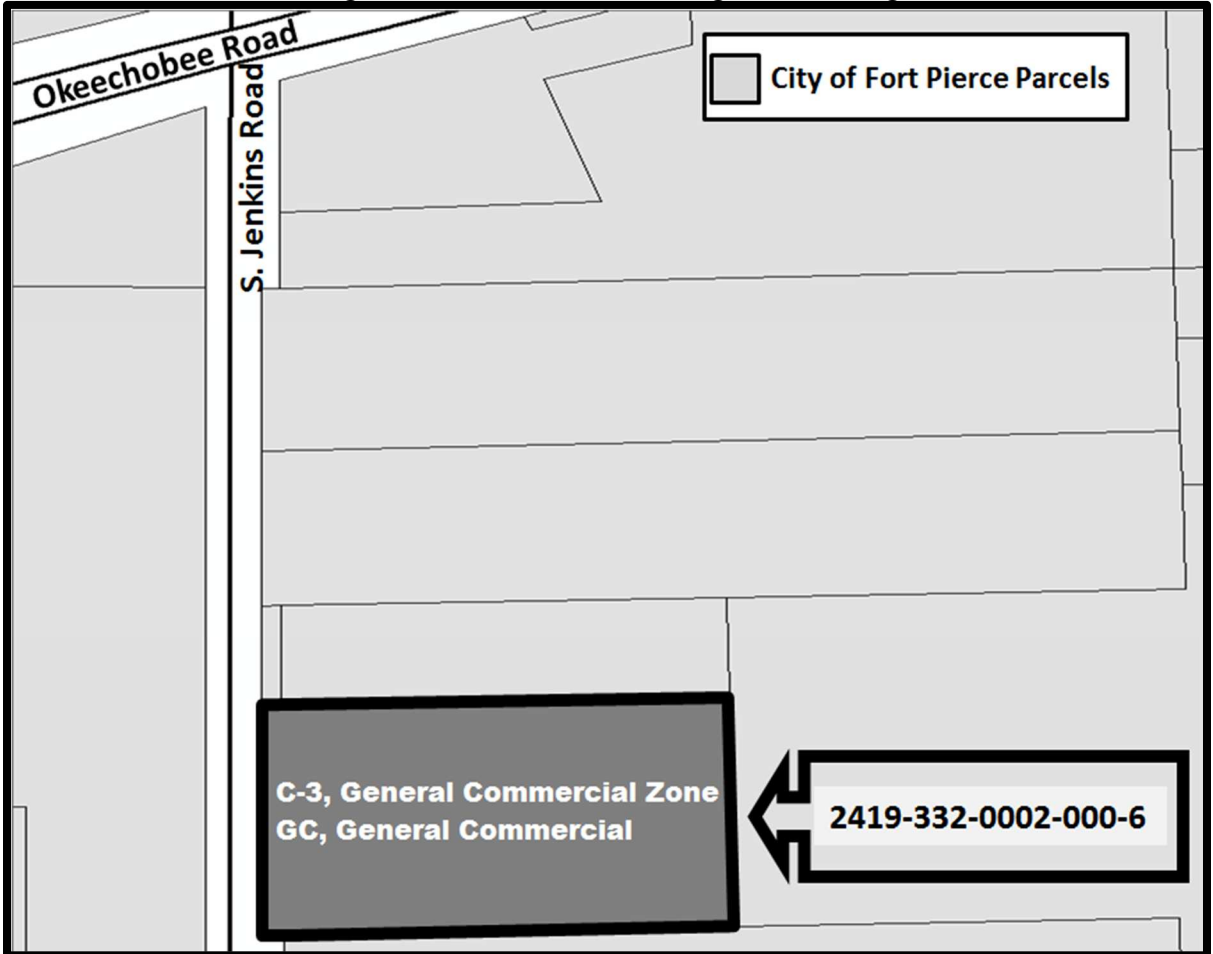 Okeechobee Road
City of Fort Pierce Parcels
S. Jenkins Road
C-3, General Commercial Zone
GC, General Commercial
2419-332-0002-000-6